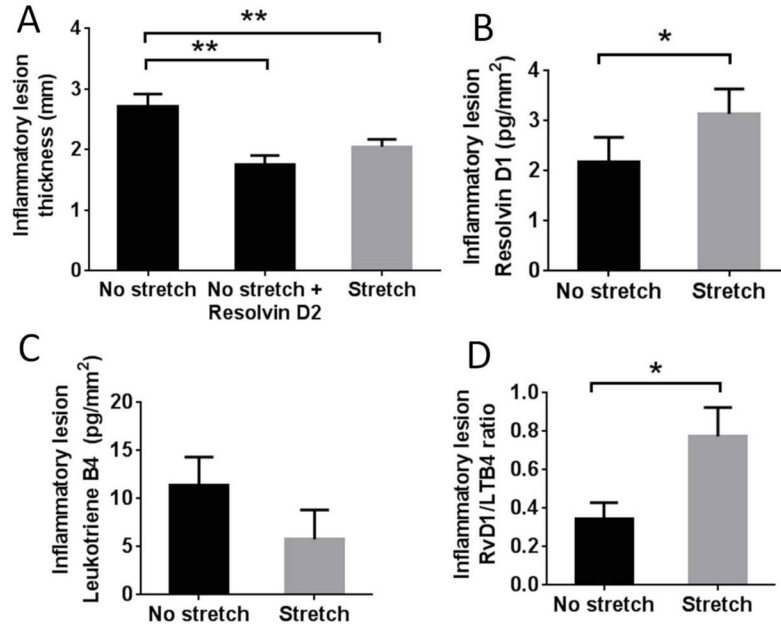 A
Inflammatory lesion
thickness (mm)
4
3
2
1
0
**
**
No stretch
No stretch +
Resolvin D2
Stretch
B
Inflammatory lesion
Resolvin D1 (pg/mm²)
4
3
2
1
0
*
No stretch
Stretch
C
Inflammatory lesion
Leukotriene B4 (pg/mm²)
20
15
10
5
0
No stretch
Stretch
D
Inflammatory lesion
RvD1/LTB4 ratio
1.0
0.8
0.6
0.4
0.2
0.0
*
No stretch
Stretch